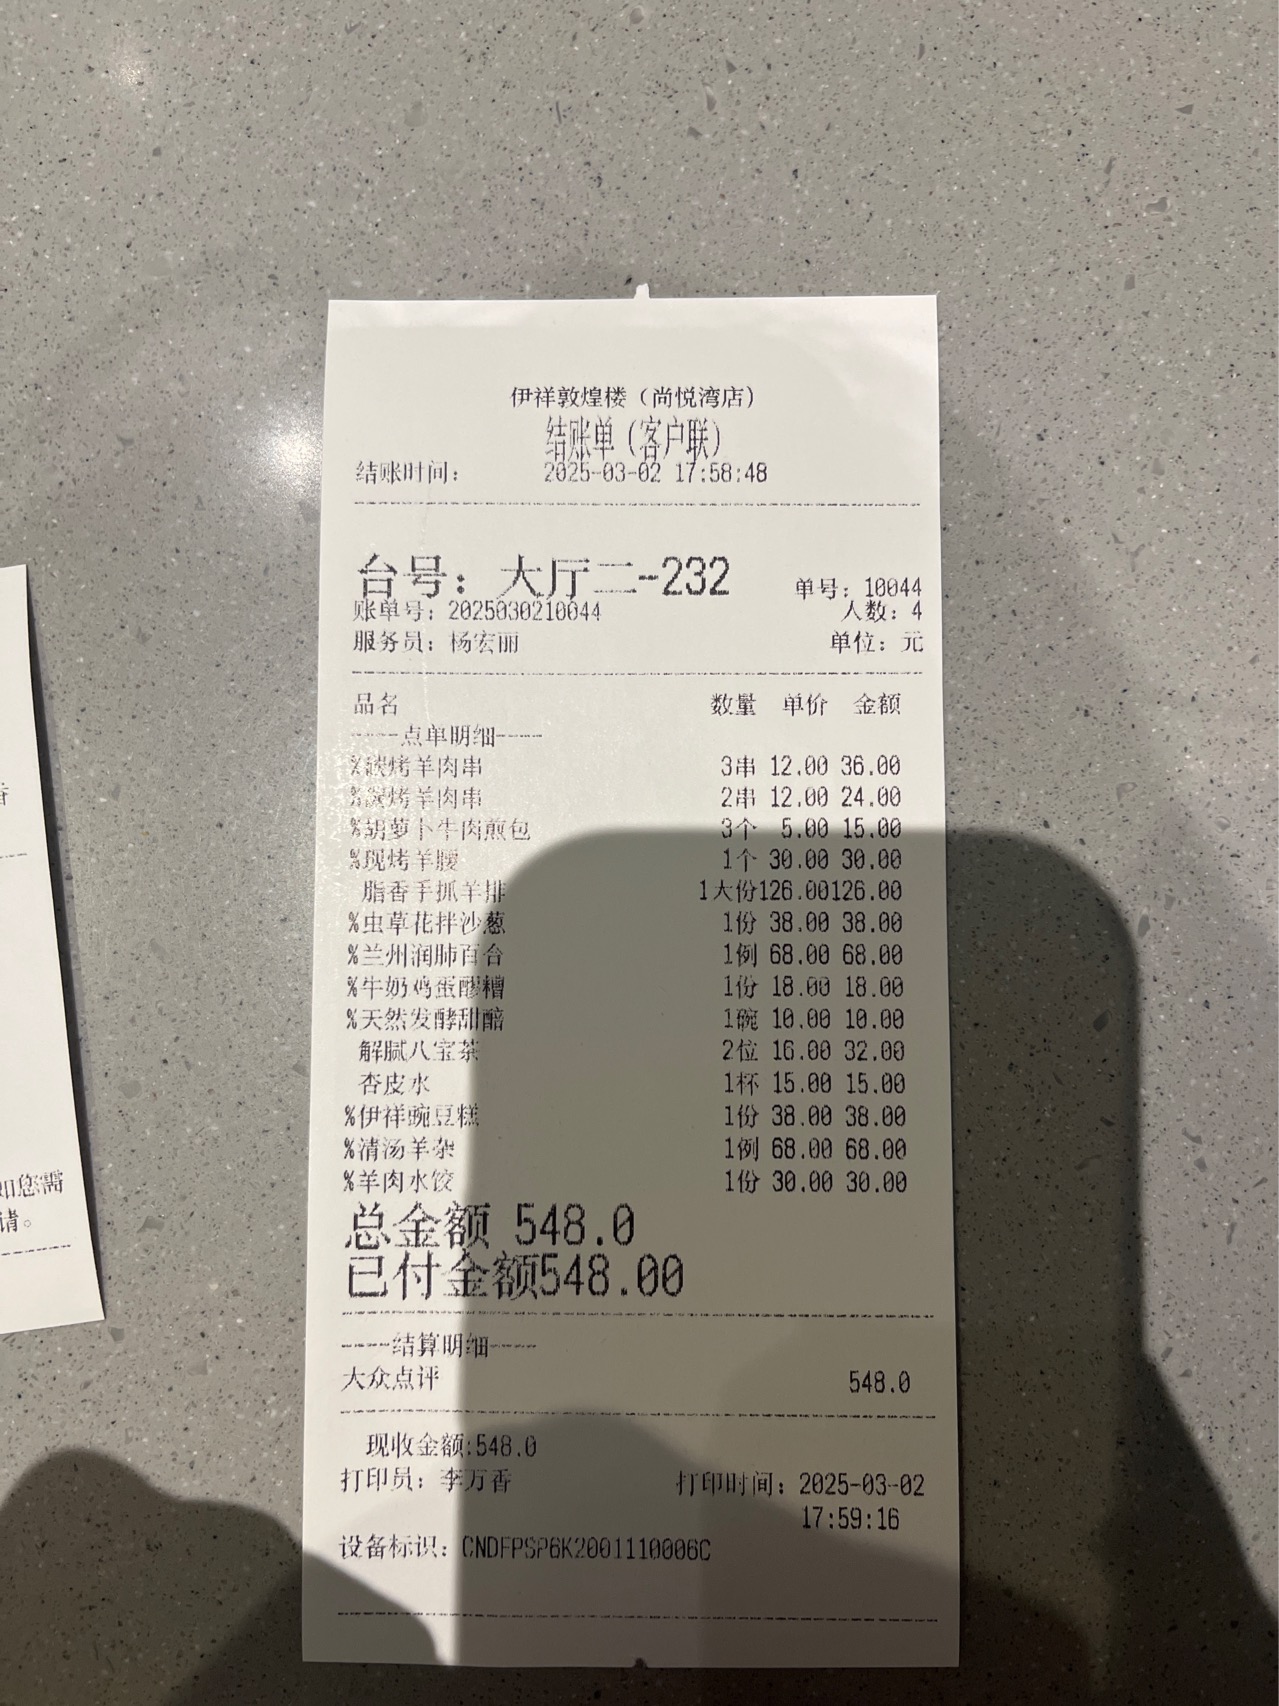 伊祥敦煌楼（尚悦湾店）
结账单（客户联）
结账时间： 2025-03-02 17:58:48
台号： 大厅二-232 单号：10044
账单号：2025030210044 人数：4
服务员：杨宏丽 单位：元
品名 数量 单价 金额
----点单明细----
%碳烤羊肉串 3串 12.00 36.00
%碳烤羊肉串 2串 12.00 24.00
%胡萝卜牛肉煎包 3个 5.00 15.00
%现烤羊腰 1个 30.00 30.00
脂香手抓羊排 1大份126.00126.00
%虫草花拌沙葱 1份 38.00 38.00
%兰州润肺百合 1例 68.00 68.00
%牛奶鸡蛋醪糟 1份 18.00 18.00
%天然发酵甜醅 1碗 10.00 10.00
解腻八宝茶 2位 16.00 32.00
杏皮水 1杯 15.00 15.00
%伊祥豌豆糕 1份 38.00 38.00
%清汤羊杂 1例 68.00 68.00
%羊肉水饺 1份 30.00 30.00
总金额 548.0
已付金额548.00
----结算明细----
大众点评 548.0
现收金额:548.0
打印员：李万香 打印时间：2025-03-02
17:59:16
设备标识：CNDFPSP6K2001110006C
香
如您需
请。